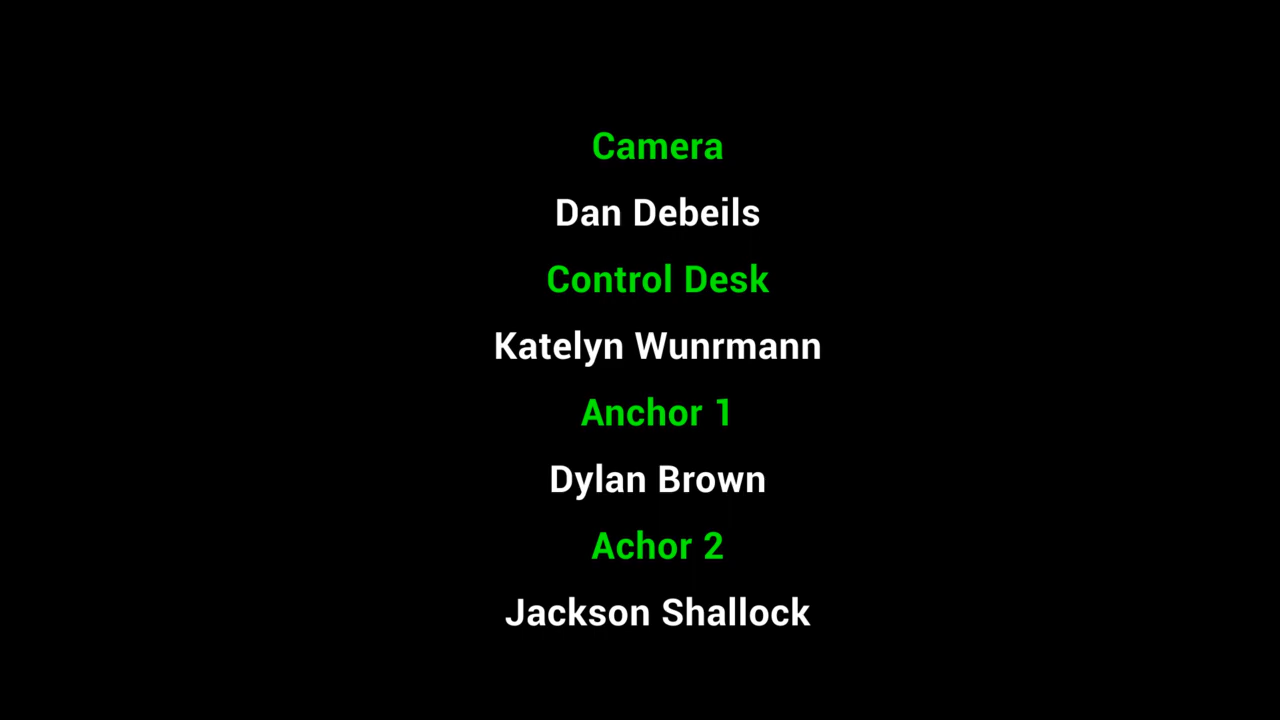 Camera
Dan Debeils
Control Desk
Katelyn Wunrmann
Anchor 1
Dylan Brown
Achor 2
Jackson Shallock